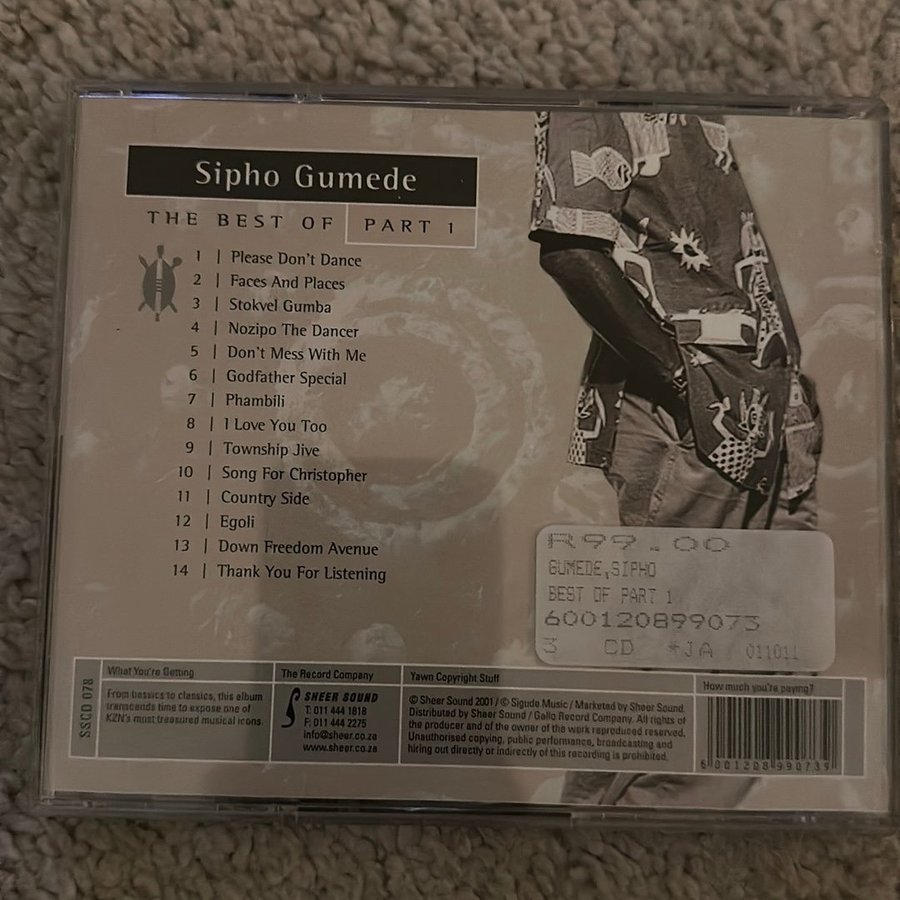 Sipho Gumede
THE BEST OF PART 1
1 | Please Don't Dance
2 | Faces And Places
3 | Stokvel Gumba
4 | Nozipo The Dancer
5 | Don't Mess With Me
6 | Godfather Special
7 | Phambili
8 | I Love You Too
9 | Township Jive
10 | Song For Christopher
11 | Country Side
12 | Egoli
13 | Down Freedom Avenue
14 | Thank You For Listening
R99.00
GUMEDE,SIPHO
BEST OF PART 1
600120899073
3 CD *JA 011011
SSCD 078
What You're Getting
From bassics to classics, this album
transcends time to expose one of
KZN's most treasured musical icons.
The Record Company
SHEER SOUND
T: 011 444 1818
F: 011 444 2275
info@sheer.co.za
www.sheer.co.za
Yawn Copyright Stuff
© Sheer Sound 2001 / © Sigudo Music / Marketed by Sheer Sound.
Distributed by Sheer Sound / Gallo Record Company. All rights of
the producer and of the owner of the work reproduced reserved.
Unauthorised copying, public performance, broadcasting and
hiring out directly or indirectly of this recording is prohibited.
How much you're paying?
6 001208 990739